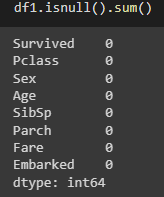 df1.isnull().sum()
Survived    0
Pclass      0
Sex         0
Age         0
SibSp       0
Parch       0
Fare        0
Embarked    0
dtype: int64